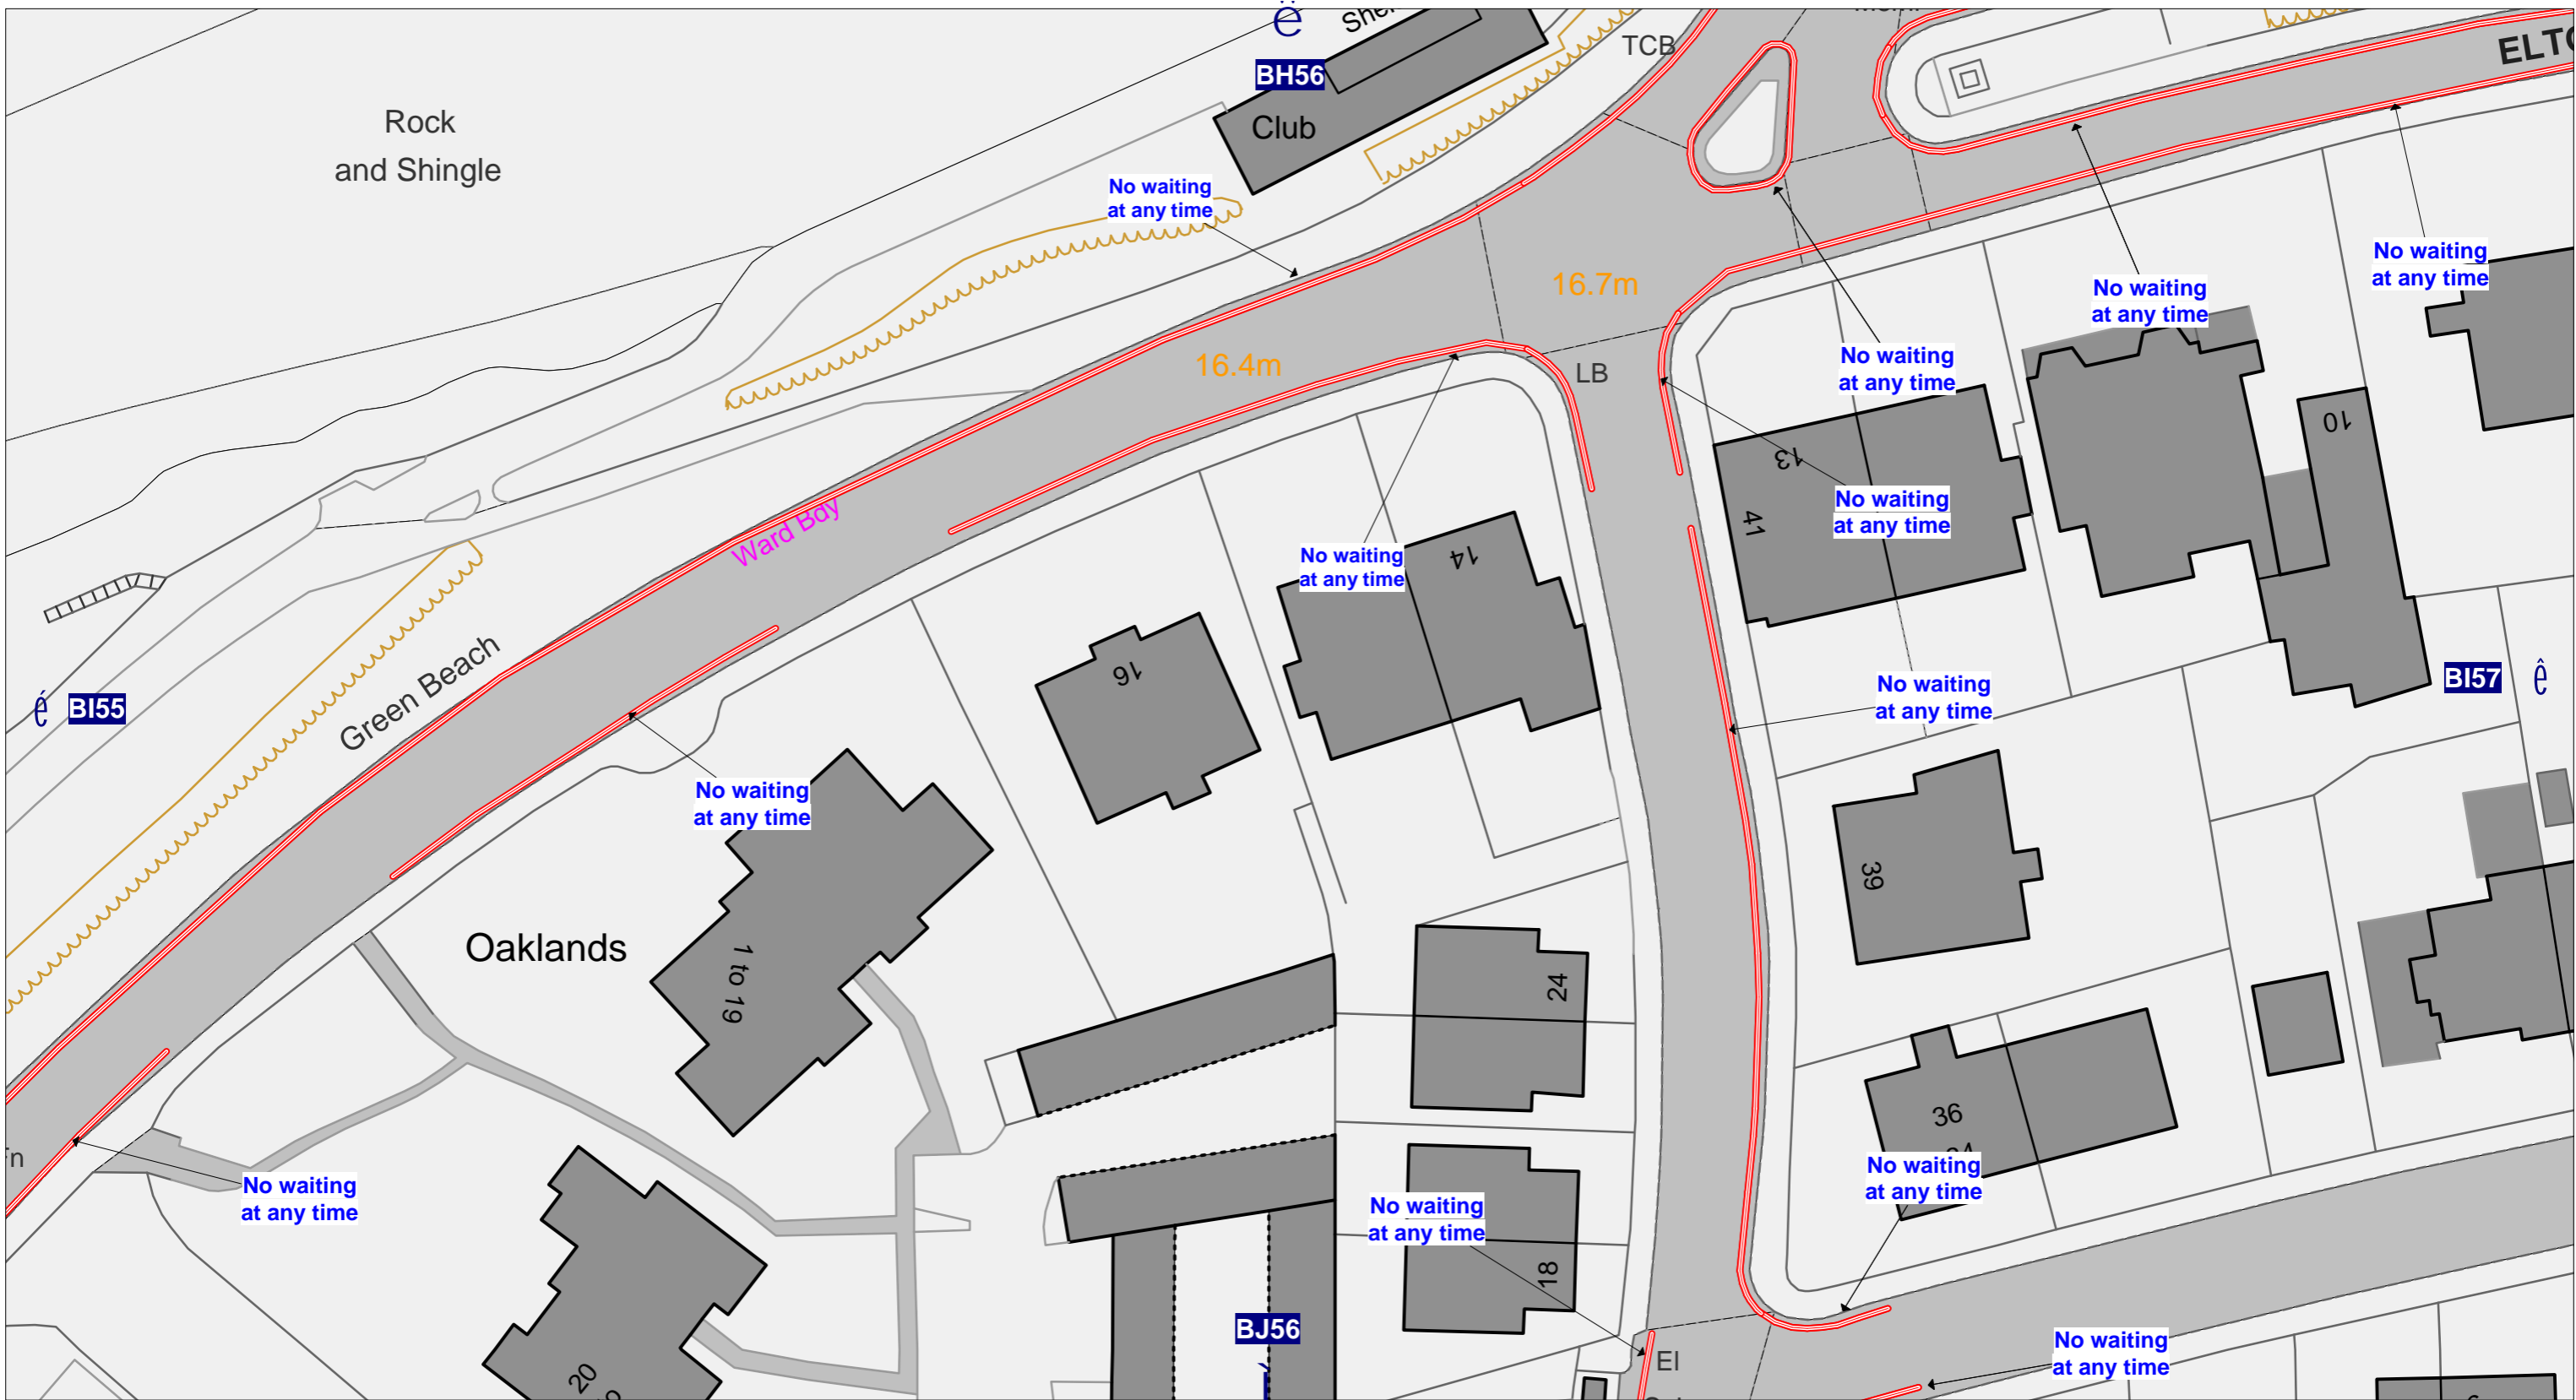 ë
BH56
Club
TCB
ELTO
Rock
and Shingle
No waiting
at any time
16.7m
16.4m
LB
No waiting
at any time
No waiting
at any time
No waiting
at any time
10
13
41
No waiting
at any time
Ward Bdy
No waiting
at any time
14
16
Green Beach
é
BI55
No waiting
at any time
BI57
ê
No waiting
at any time
39
Oaklands
1 to 19
24
36
No waiting
at any time
No waiting
at any time
No waiting
at any time
18
BJ56
El
No waiting
at any time
20